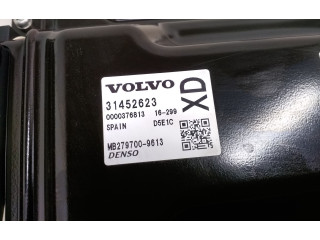 VOLVO
31452623
0000376813 16-299
SPAIN D5E1C
XD
MB279700-9613
DENSO